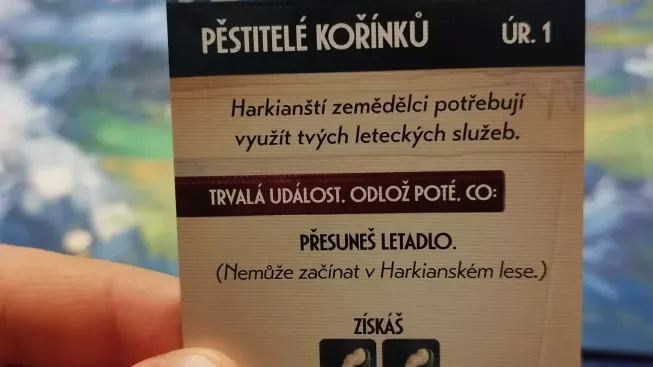 PĚSTITELÉ KOŘÍNKŮ ÚR. 1
Harkianští zemědělci potřebují
využít tvých leteckých služeb.
TRVALÁ UDÁLOST, ODLOŽ POTÉ, CO:
PŘESUNEŠ LETADLO.
(Nemůže začínat v Harkianském lese.)
ZÍSKÁŠ